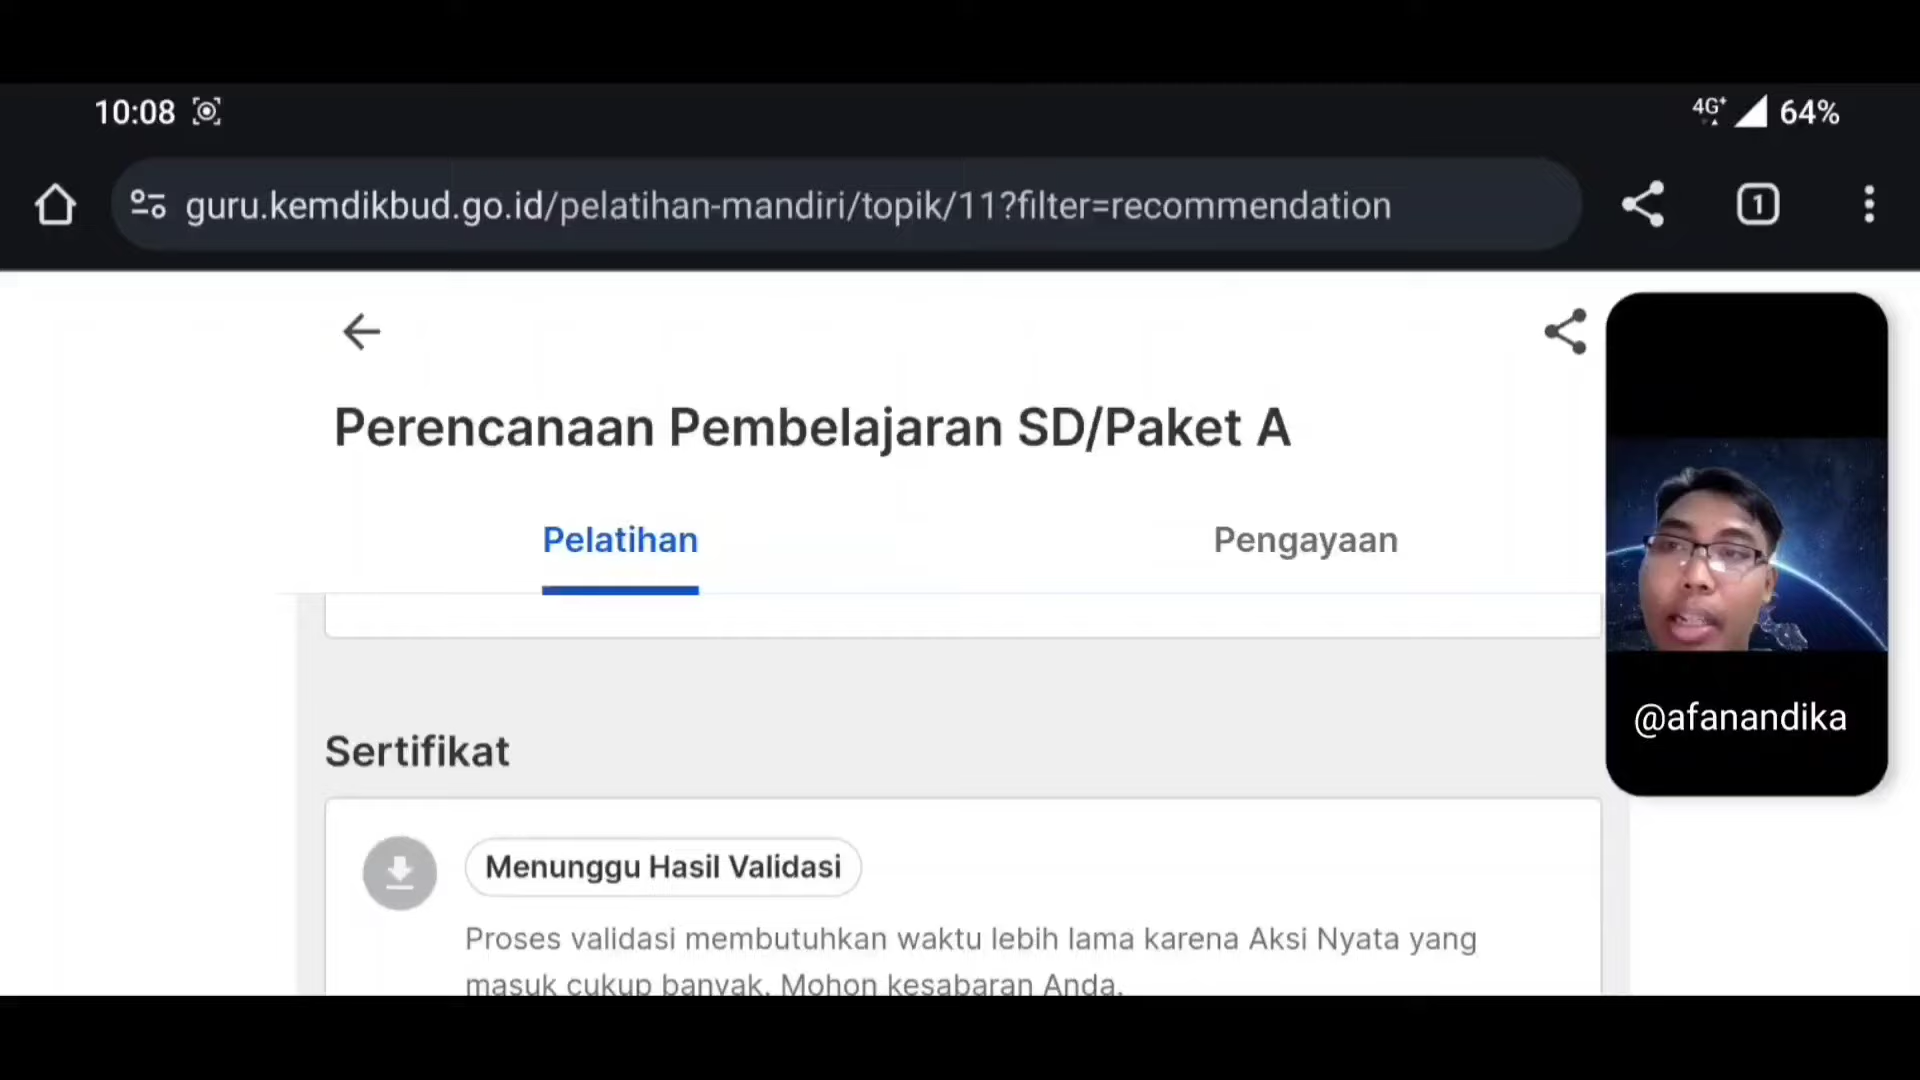 10:08
4G+ 64%
guru.kemdikbud.go.id/pelatihan-mandiri/topik/11?filter=recommendation
1
Perencanaan Pembelajaran SD/Paket A
Pelatihan
Pengayaan
@afanandika
Sertifikat
Menunggu Hasil Validasi
Proses validasi membutuhkan waktu lebih lama karena Aksi Nyata yang
masuk cukup banyak. Mohon kesabaran Anda.